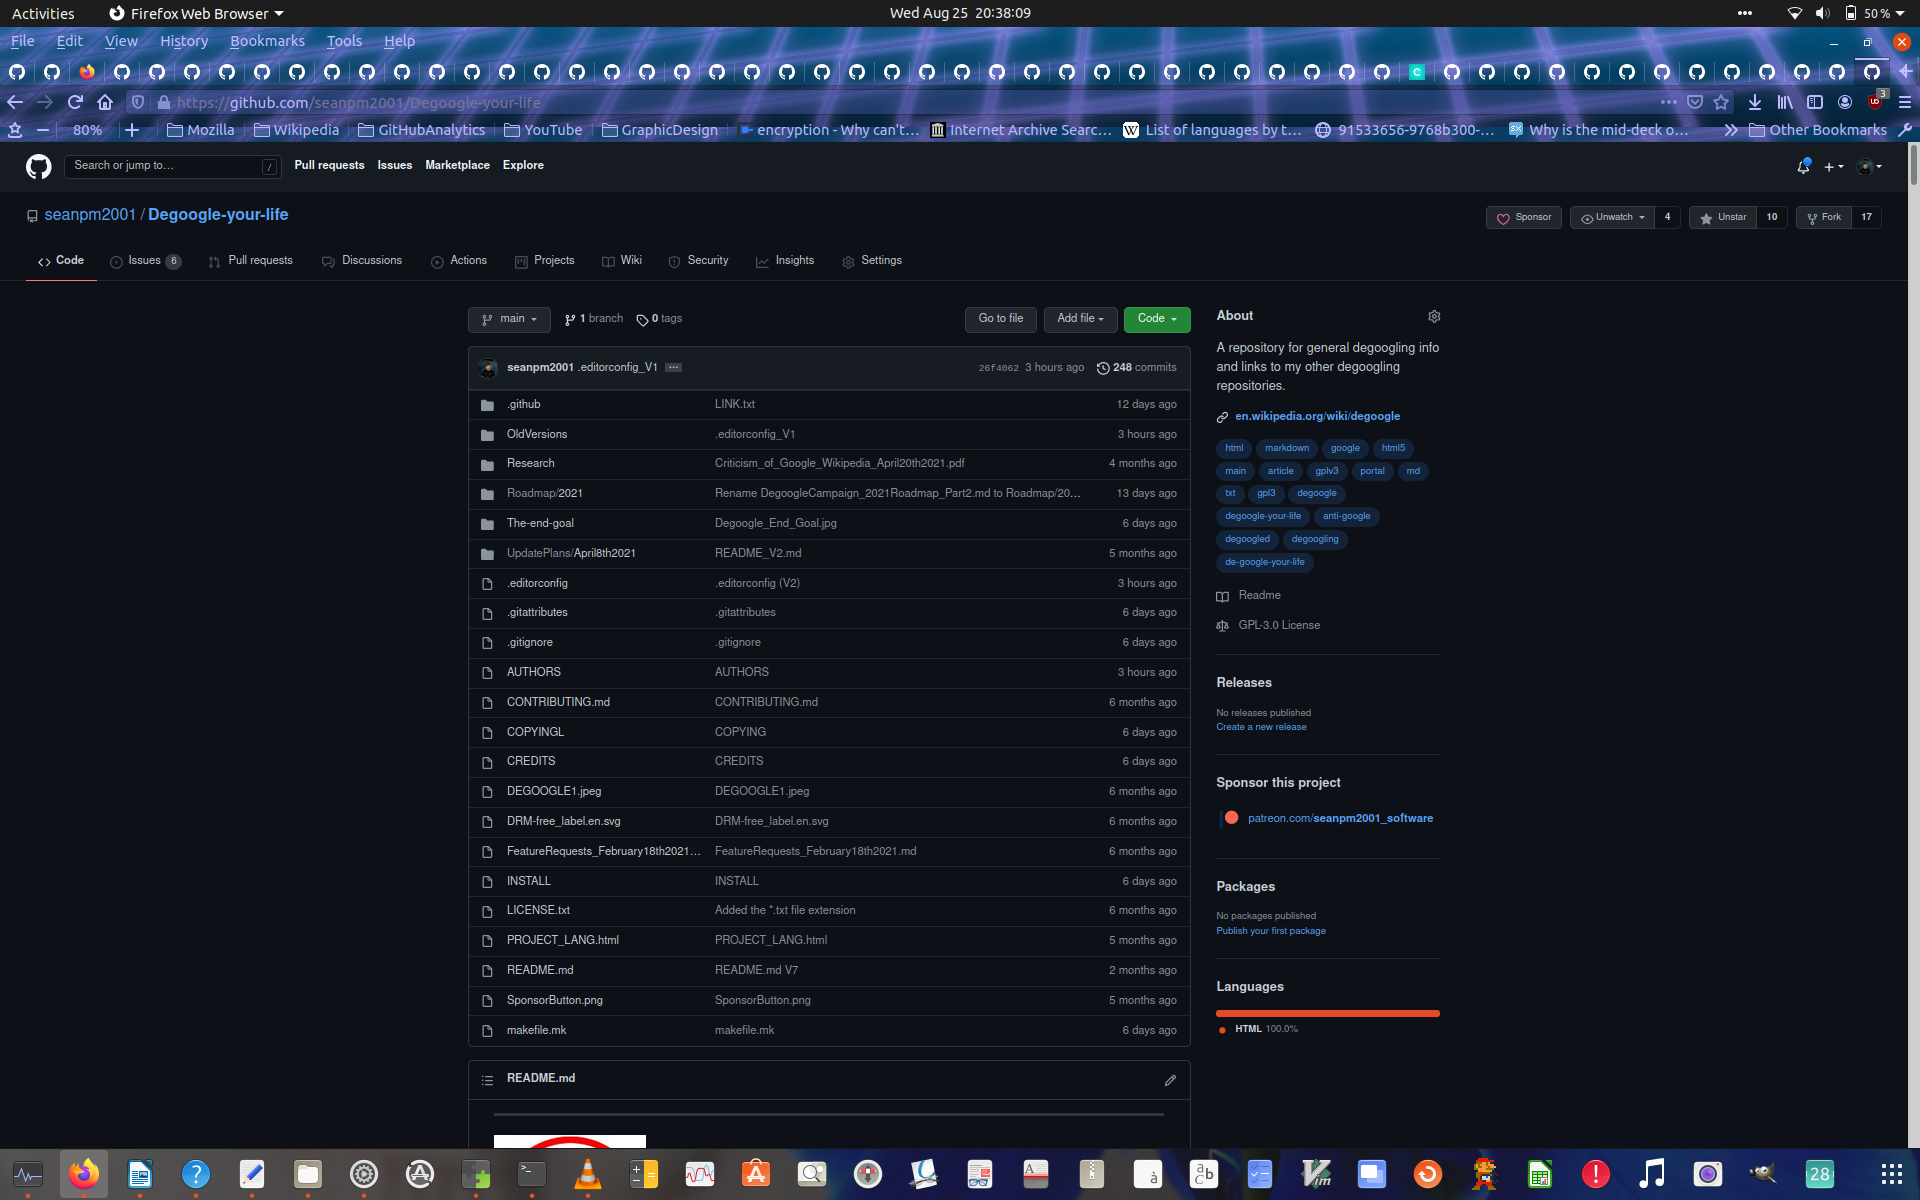 Activities Firefox Web Browser Wed Aug 25 20:38:09 50 %
File Edit View History Bookmarks Tools Help
https://github.com/seanpm2001/Degoogle-your-life 3
80% Mozilla Wikipedia GitHubAnalytics YouTube GraphicDesign encryption - Why can't… Internet Archive Searc… List of languages by t… 91533656-9768b300-… Why is the mid-deck o… Other Bookmarks
Search or jump to… / Pull requests Issues Marketplace Explore
seanpm2001 / Degoogle-your-life Sponsor Unwatch 4 Unstar 10 Fork 17
Code Issues 6 Pull requests Discussions Actions Projects Wiki Security Insights Settings
main 1 branch 0 tags Go to file Add file Code
seanpm2001 .editorconfig_V1 ... 26f4062 3 hours ago 248 commits
.github LINK.txt 12 days ago
OldVersions .editorconfig_V1 3 hours ago
Research Criticism_of_Google_Wikipedia_April20th2021.pdf 4 months ago
Roadmap/2021 Rename DegoogleCampaign_2021Roadmap_Part2.md to Roadmap/20… 13 days ago
The-end-goal Degoogle_End_Goal.jpg 6 days ago
UpdatePlans/April8th2021 README_V2.md 5 months ago
.editorconfig .editorconfig (V2) 3 hours ago
.gitattributes .gitattributes 6 days ago
.gitignore .gitignore 6 days ago
AUTHORS AUTHORS 3 hours ago
CONTRIBUTING.md CONTRIBUTING.md 6 months ago
COPYINGL COPYING 6 days ago
CREDITS CREDITS 6 days ago
DEGOOGLE1.jpeg DEGOOGLE1.jpeg 6 months ago
DRM-free_label.en.svg DRM-free_label.en.svg 6 months ago
FeatureRequests_February18th2021… FeatureRequests_February18th2021.md 6 months ago
INSTALL INSTALL 6 days ago
LICENSE.txt Added the *.txt file extension 6 months ago
PROJECT_LANG.html PROJECT_LANG.html 5 months ago
README.md README.md V7 2 months ago
SponsorButton.png SponsorButton.png 5 months ago
makefile.mk makefile.mk 6 days ago
README.md
About
A repository for general degoogling info
and links to my other degoogling
repositories.
en.wikipedia.org/wiki/degoogle
html markdown google html5
main article gplv3 portal md
txt gpl3 degoogle
degoogle-your-life anti-google
degoogled degoogling
de-google-your-life
Readme
GPL-3.0 License
Releases
No releases published
Create a new release
Sponsor this project
patreon.com/seanpm2001_software
Packages
No packages published
Publish your first package
Languages
HTML 100.0%
28